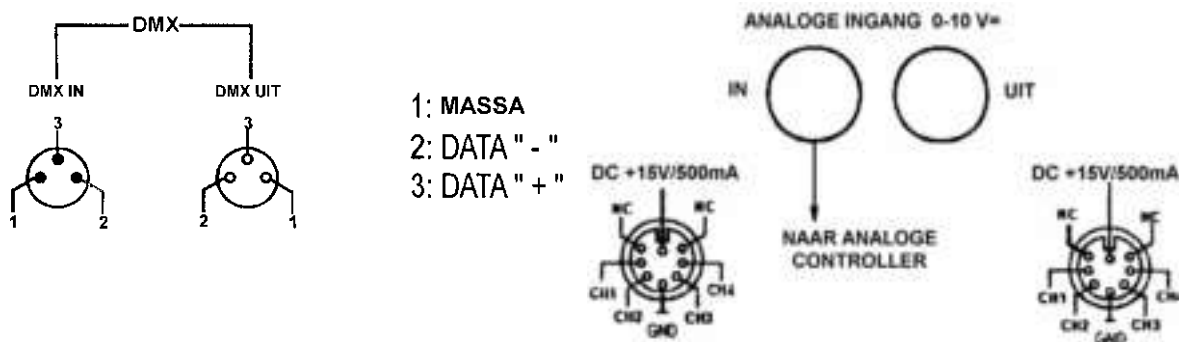 DMX
DMX IN
DMX UIT
3
3
1
2
2
1
1: MASSA
2: DATA " - "
3: DATA " + "
ANALOGE INGANG 0-10 V=
IN
UIT
DC +15V/500mA
NC
NC
CH1
CH4
CH2
CH3
GND
NAAR ANALOGE
CONTROLLER
DC +15V/500mA
NC
NC
CH1
CH4
CH2
CH3
GND